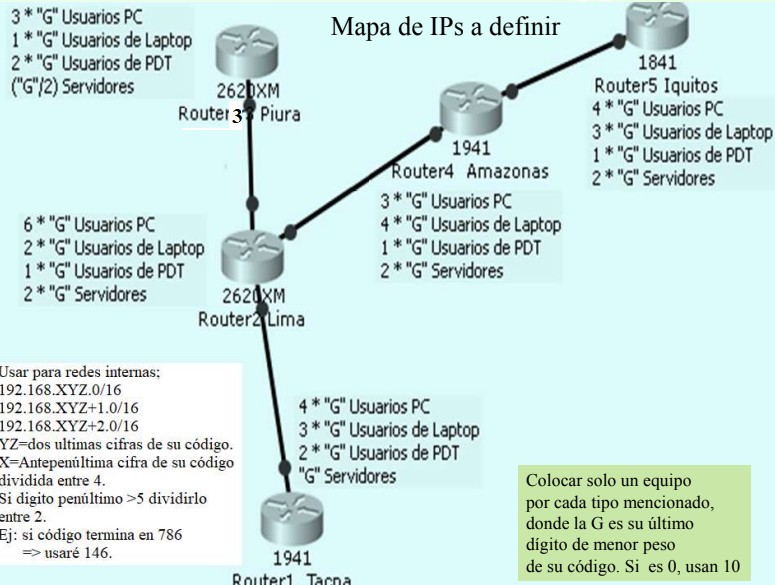 Mapa de IPs a definir
3 * "G" Usuarios PC
1 * "G" Usuarios de Laptop
2 * "G" Usuarios de PDT
("G"/2) Servidores
2620XM
Router3 Piura
1841
Router5 Iquitos
4 * "G" Usuarios PC
3 * "G" Usuarios de Laptop
1 * "G" Usuarios de PDT
2 * "G" Servidores
1941
Router4 Amazonas
3 * "G" Usuarios PC
4 * "G" Usuarios de Laptop
1 * "G" Usuarios de PDT
2 * "G" Servidores
6 * "G" Usuarios PC
2 * "G" Usuarios de Laptop
1 * "G" Usuarios de PDT
2 * "G" Servidores
2620XM
Router2 Lima
Usar para redes internas;
192.168.XYZ.0/16
192.168.XYZ+1.0/16
192.168.XYZ+2.0/16
YZ=dos ultimas cifras de su código.
X=Antepenúltima cifra de su código
dividida entre 4.
Si digito penúltimo >5 dividirlo
entre 2.
Ej: si código termina en 786
=> usaré 146.
4 * "G" Usuarios PC
3 * "G" Usuarios de Laptop
2 * "G" Usuarios de PDT
"G" Servidores
1941
Router1 Tacna
Colocar solo un equipo
por cada tipo mencionado,
donde la G es su último
dígito de menor peso
de su código. Si es 0, usan 10